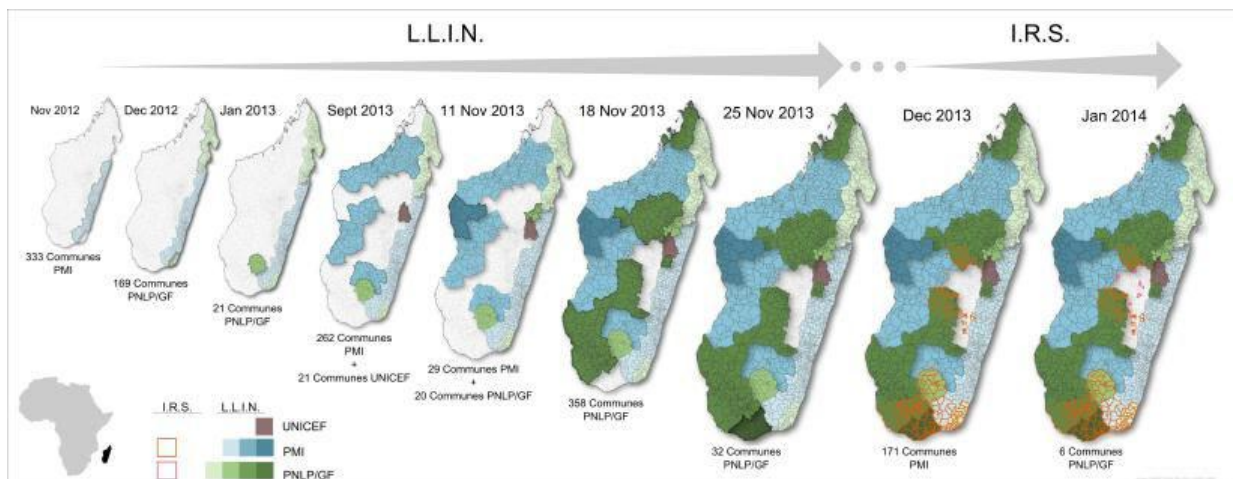 L.L.I.N.
I.R.S.
Nov 2012
Dec 2012
Jan 2013
Sept 2013
11 Nov 2013
18 Nov 2013
25 Nov 2013
Dec 2013
Jan 2014
333 Communes
PMI
169 Communes
PNLP/GF
21 Communes
PNLP/GF
262 Communes
PMI
+
21 Communes UNICEF
29 Communes PMI
+
20 Communes PNLP/GF
358 Communes
PNLP/GF
32 Communes
PNLP/GF
171 Communes
PMI
6 Communes
PNLP/GF
I.R.S.
L.L.I.N.
UNICEF
PMI
PNLP/GF